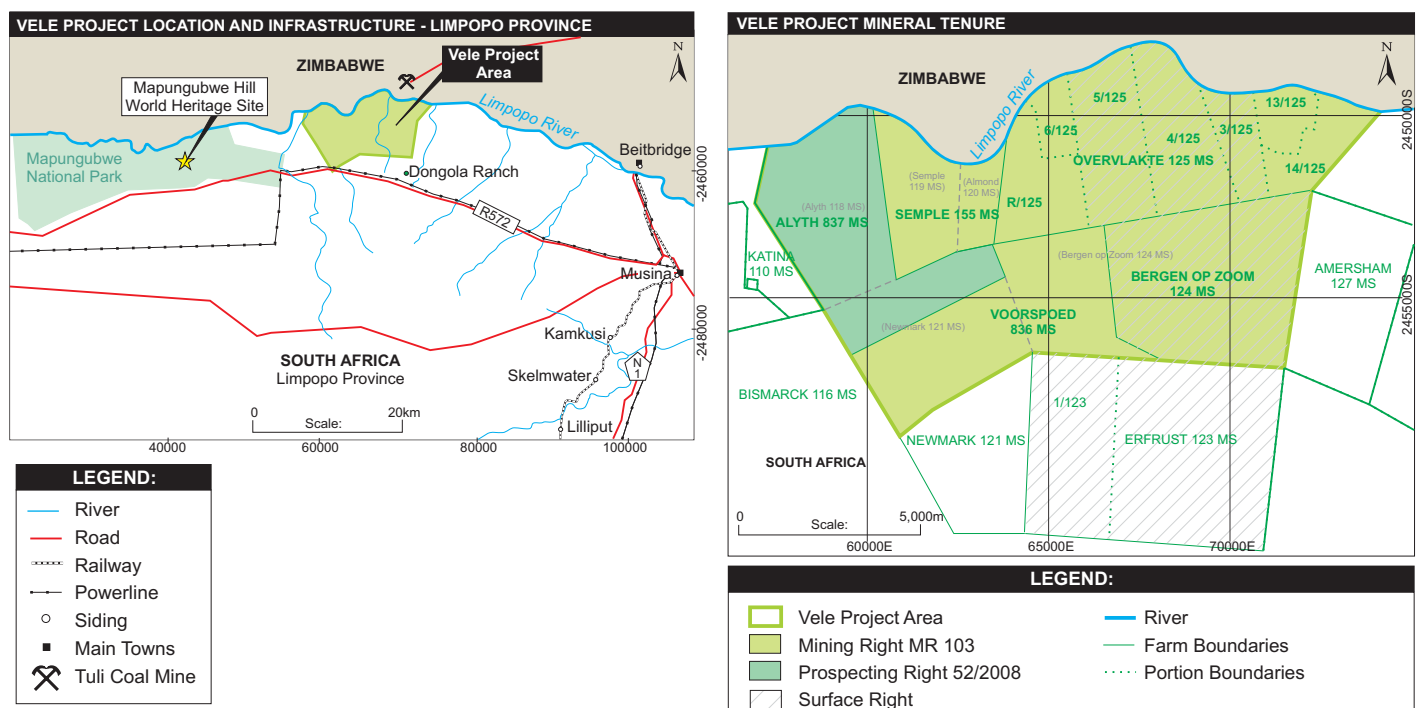 VELE PROJECT LOCATION AND INFRASTRUCTURE - LIMPOPO PROVINCE
N
ZIMBABWE
Vele Project
Area
Mapungubwe Hill
World Heritage Site
Limpopo River
Beitbridge
Mapungubwe
National Park
Dongola Ranch
-2460000
R572
Musina
Kamkusi
-2480000
SOUTH AFRICA
Limpopo Province
N
1
Skelmwater
0 20km
Scale:
Lilliput
40000 60000 80000 100000
LEGEND:
River
Road
Railway
Powerline
Siding
Main Towns
Tuli Coal Mine
VELE PROJECT MINERAL TENURE
N
ZIMBABWE
Limpopo River
5/125
13/125
2450000S
6/125
4/125
3/125
OVERVLAKTE 125 MS
14/125
(Semple
119 MS)
(Almond
120 MS)
R/125
(Alyth 118 MS)
ALYTH 837 MS
SEMPLE 155 MS
KATINA
110 MS
(Bergen op Zoom 124 MS)
BERGEN OP ZOOM
124 MS
AMERSHAM
127 MS
2455000S
VOORSPOED
836 MS
(Newmark 121 MS)
BISMARCK 116 MS
1/123
NEWMARK 121 MS
ERFRUST 123 MS
SOUTH AFRICA
0 5,000m
Scale:
60000E 65000E 70000E
LEGEND:
Vele Project Area
Mining Right MR 103
Prospecting Right 52/2008
Surface Right
River
Farm Boundaries
Portion Boundaries